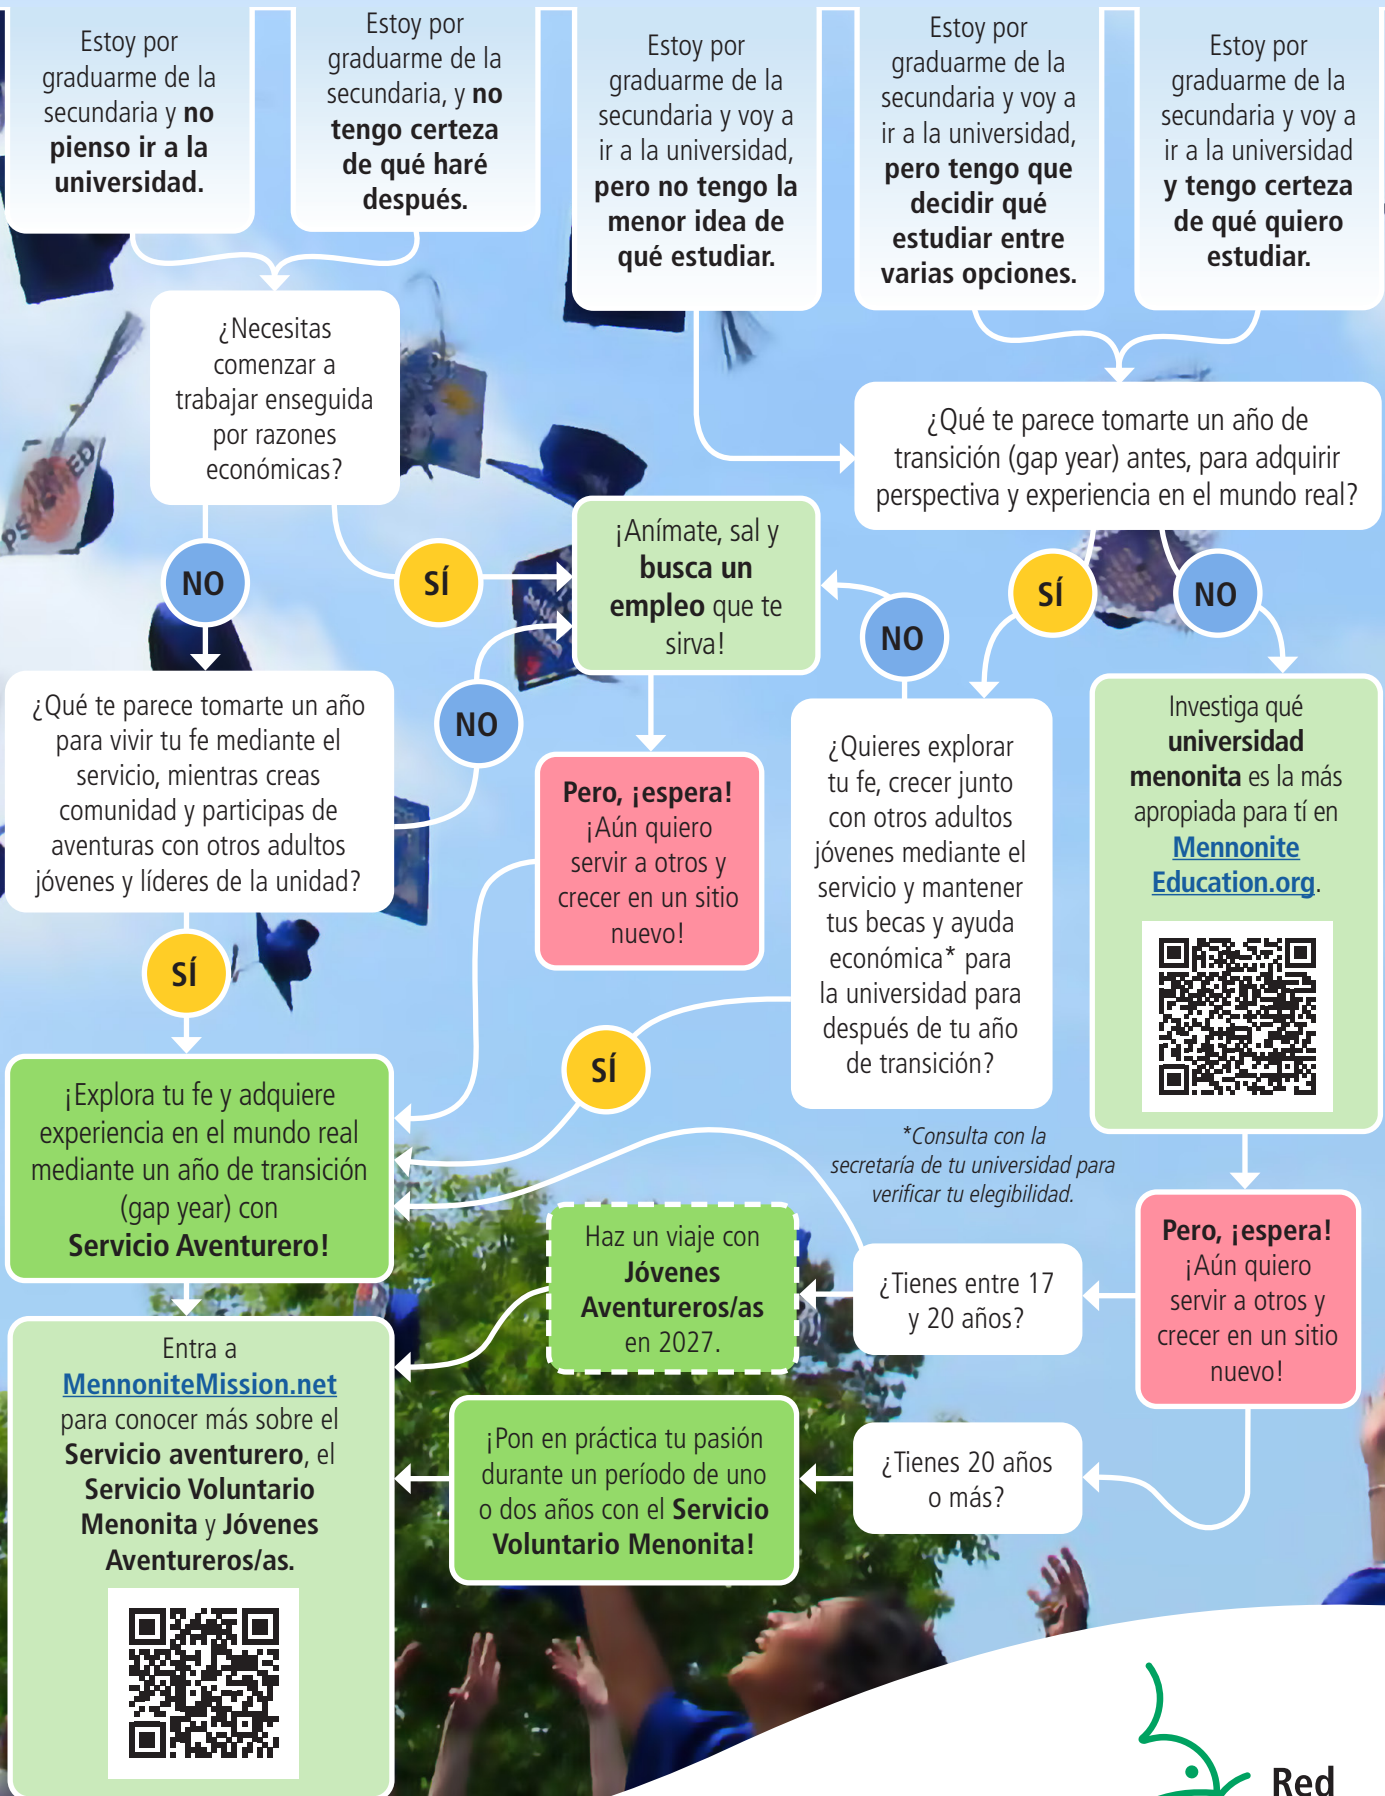 Estoy por
graduarme de la
secundaria y no
pienso ir a la
universidad.
Estoy por
graduarme de la
secundaria, y no
tengo certeza
de qué haré
después.
Estoy por
graduarme de la
secundaria y voy a
ir a la universidad,
pero no tengo la
menor idea de
qué estudiar.
Estoy por
graduarme de la
secundaria y voy a
ir a la universidad,
pero tengo que
decidir qué
estudiar entre
varias opciones.
Estoy por
graduarme de la
secundaria y voy a
ir a la universidad
y tengo certeza
de qué quiero
estudiar.
¿Necesitas
comenzar a
trabajar enseguida
por razones
económicas?
¿Qué te parece tomarte un año de
transición (gap year) antes, para adquirir
perspectiva y experiencia en el mundo real?
NO
SÍ
¡Anímate, sal y
busca un
empleo que te
sirva!
NO
SÍ
NO
¿Qué te parece tomarte un año
para vivir tu fe mediante el
servicio, mientras creas
comunidad y participas de
aventuras con otros adultos
jóvenes y líderes de la unidad?
NO
Pero, ¡espera!
¡Aún quiero
servir a otros y
crecer en un sitio
nuevo!
¿Quieres explorar
tu fe, crecer junto
con otros adultos
jóvenes mediante el
servicio y mantener
tus becas y ayuda
económica* para
la universidad para
después de tu año
de transición?
Investiga qué
universidad
menonita es la más
apropiada para tí en
Mennonite
Education.org.
SÍ
SÍ
¡Explora tu fe y adquiere
experiencia en el mundo real
mediante un año de transición
(gap year) con
Servicio Aventurero!
*Consulta con la
secretaría de tu universidad para
verificar tu elegibilidad.
Haz un viaje con
Jóvenes
Aventureros/as
en 2027.
¿Tienes entre 17
y 20 años?
Pero, ¡espera!
¡Aún quiero
servir a otros y
crecer en un sitio
nuevo!
Entra a
MennoniteMission.net
para conocer más sobre el
Servicio aventurero, el
Servicio Voluntario
Menonita y Jóvenes
Aventureros/as.
¡Pon en práctica tu pasión
durante un período de uno
o dos años con el Servicio
Voluntario Menonita!
¿Tienes 20 años
o más?
Red